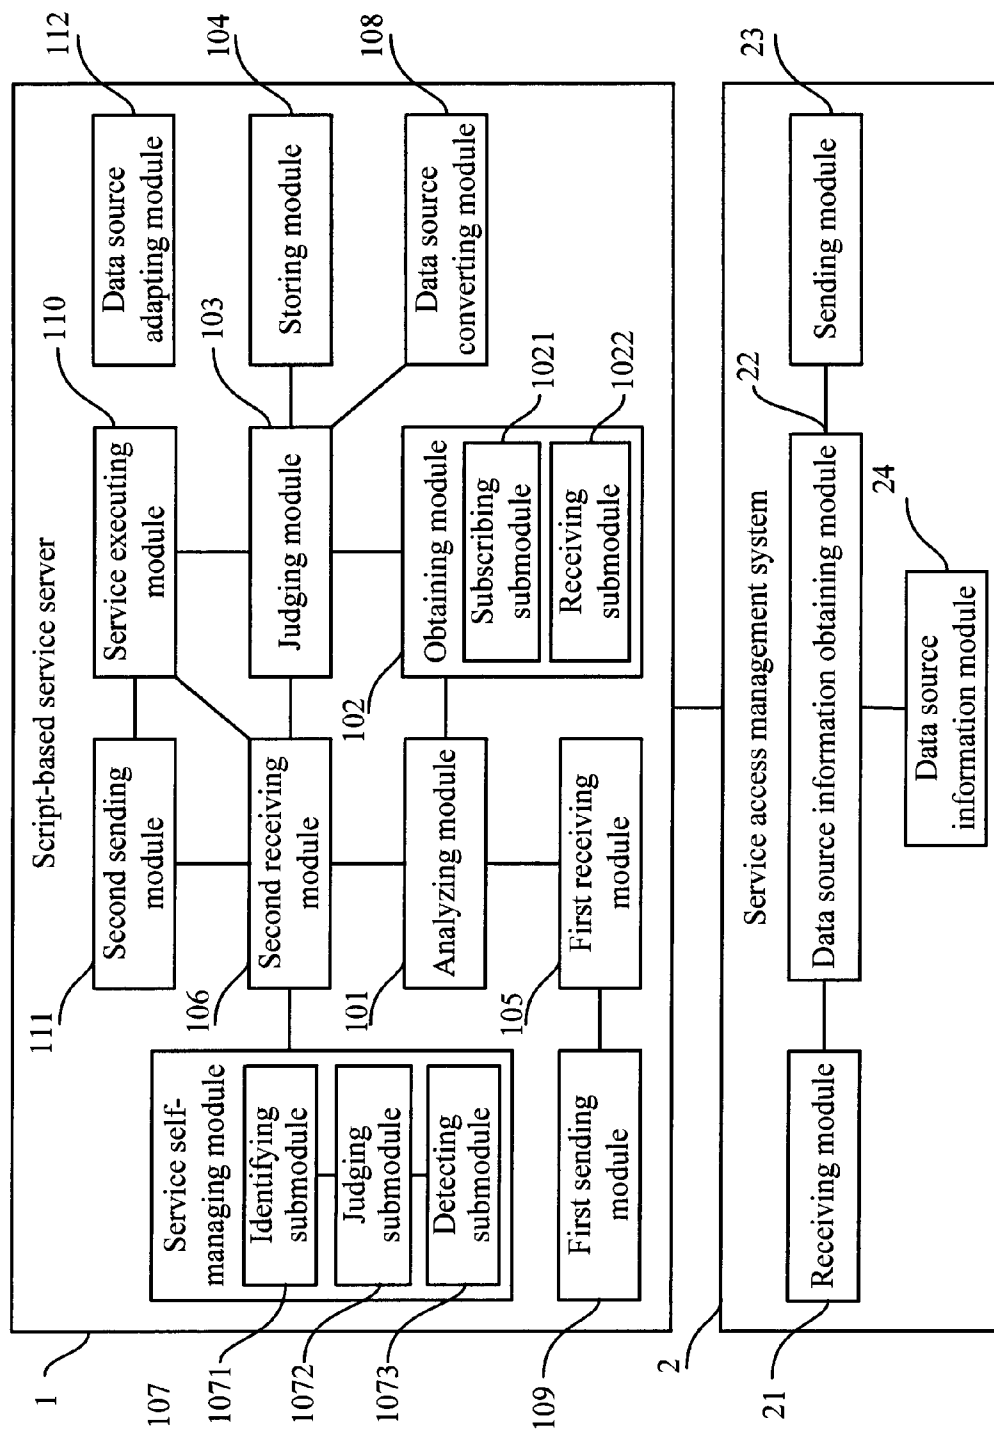 Script-based service server
1
107
Service self-
managing module
1071
Identifying
submodule
1072
Judging
submodule
1073
Detecting
submodule
109
First sending
module
111
Second sending
module
106
Second receiving
module
101
Analyzing module
105
First receiving
module
110
Service executing
module
103
Judging module
102
Obtaining module
1021
Subscribing
submodule
1022
Receiving
submodule
112
Data source
adapting module
104
Storing module
108
Data source
converting module
2
Service access management system
21
Receiving module
22
Data source information obtaining module
23
Sending module
24
Data source
information module